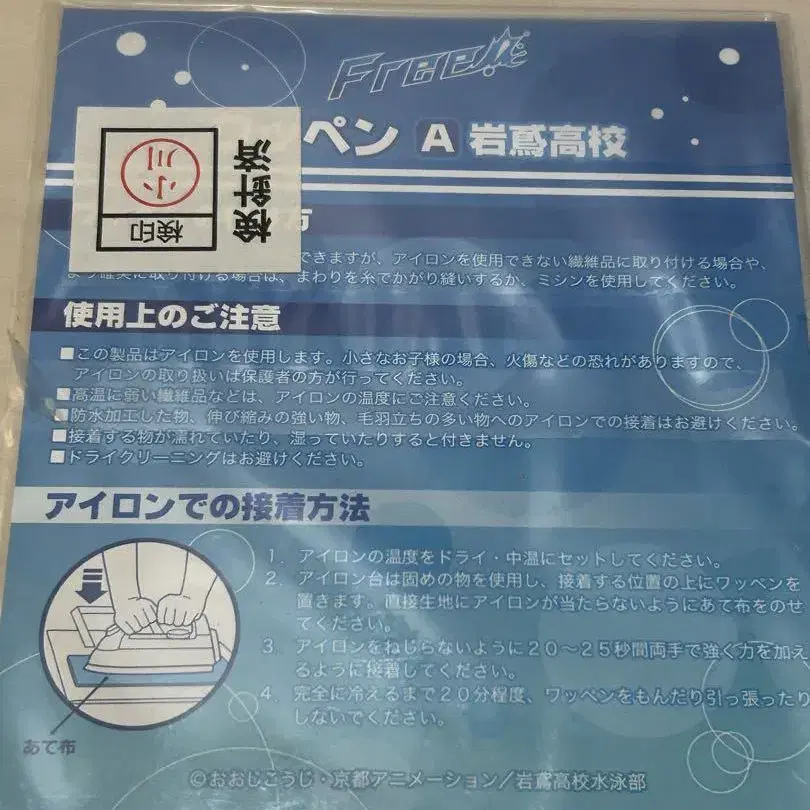 Free!
ッペン A 岩鳶高校
検針済
検印
小川
方
できますが、アイロンを使用できない繊維品に取り付ける場合や、
より確実に取り付ける場合は、まわりを糸でかがり縫いするか、ミシンを使用してください。
使用上のご注意
■この製品はアイロンを使用します。小さなお子様の場合、火傷などの恐れがありますので、
アイロンの取り扱いは保護者の方が行ってください。
■高温に弱い繊維品などは、アイロンの温度にご注意ください。
■防水加工した物、伸び縮みの強い物、毛羽立ちの多い物へのアイロンでの接着はお避けください。
■接着する物が濡れていたり、湿っていたりすると付きません。
■ドライクリーニングはお避けください。
アイロンでの接着方法
1. アイロンの温度をドライ・中温にセットしてください。
2. アイロン台は固めの物を使用し、接着する位置の上にワッペンを
置きます。直接生地にアイロンが当たらないようにあて布をのせ
てください。
3. アイロンをねじらないように20〜25秒間両手で強く力を加え
るように接着してください。
4. 完全に冷えるまで20分程度、ワッペンをもんだり引っ張ったり
しないでください。
あて布
©おおじこうじ・京都アニメーション/岩鳶高校水泳部